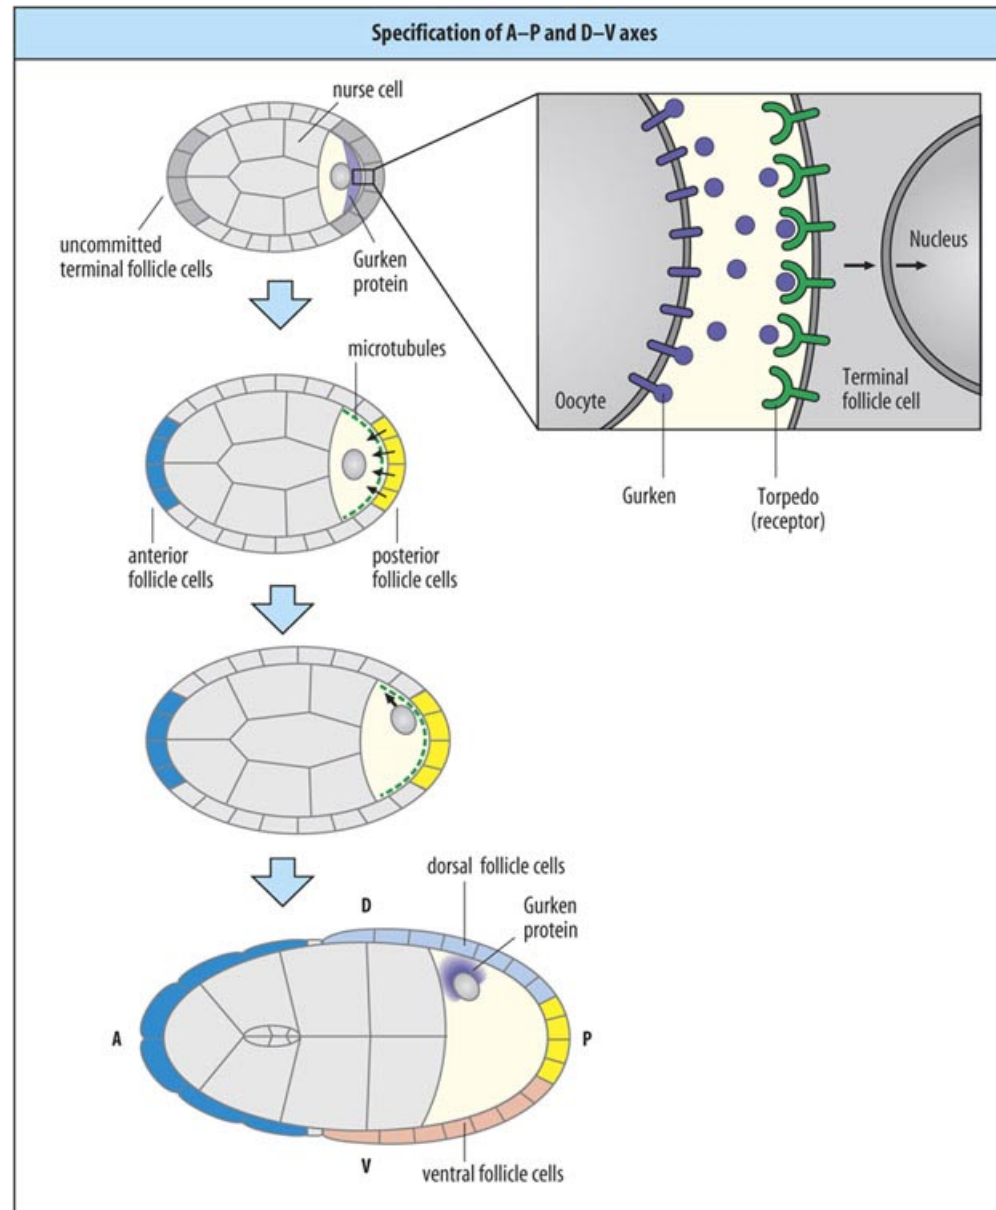 Specification of A–P and D–V axes
nurse cell
uncommitted
terminal follicle cells
Gurken
protein
Nucleus
Oocyte
Terminal
follicle cell
Gurken
Torpedo
(receptor)
microtubules
anterior
follicle cells
posterior
follicle cells
dorsal follicle cells
D
Gurken
protein
A
P
V
ventral follicle cells